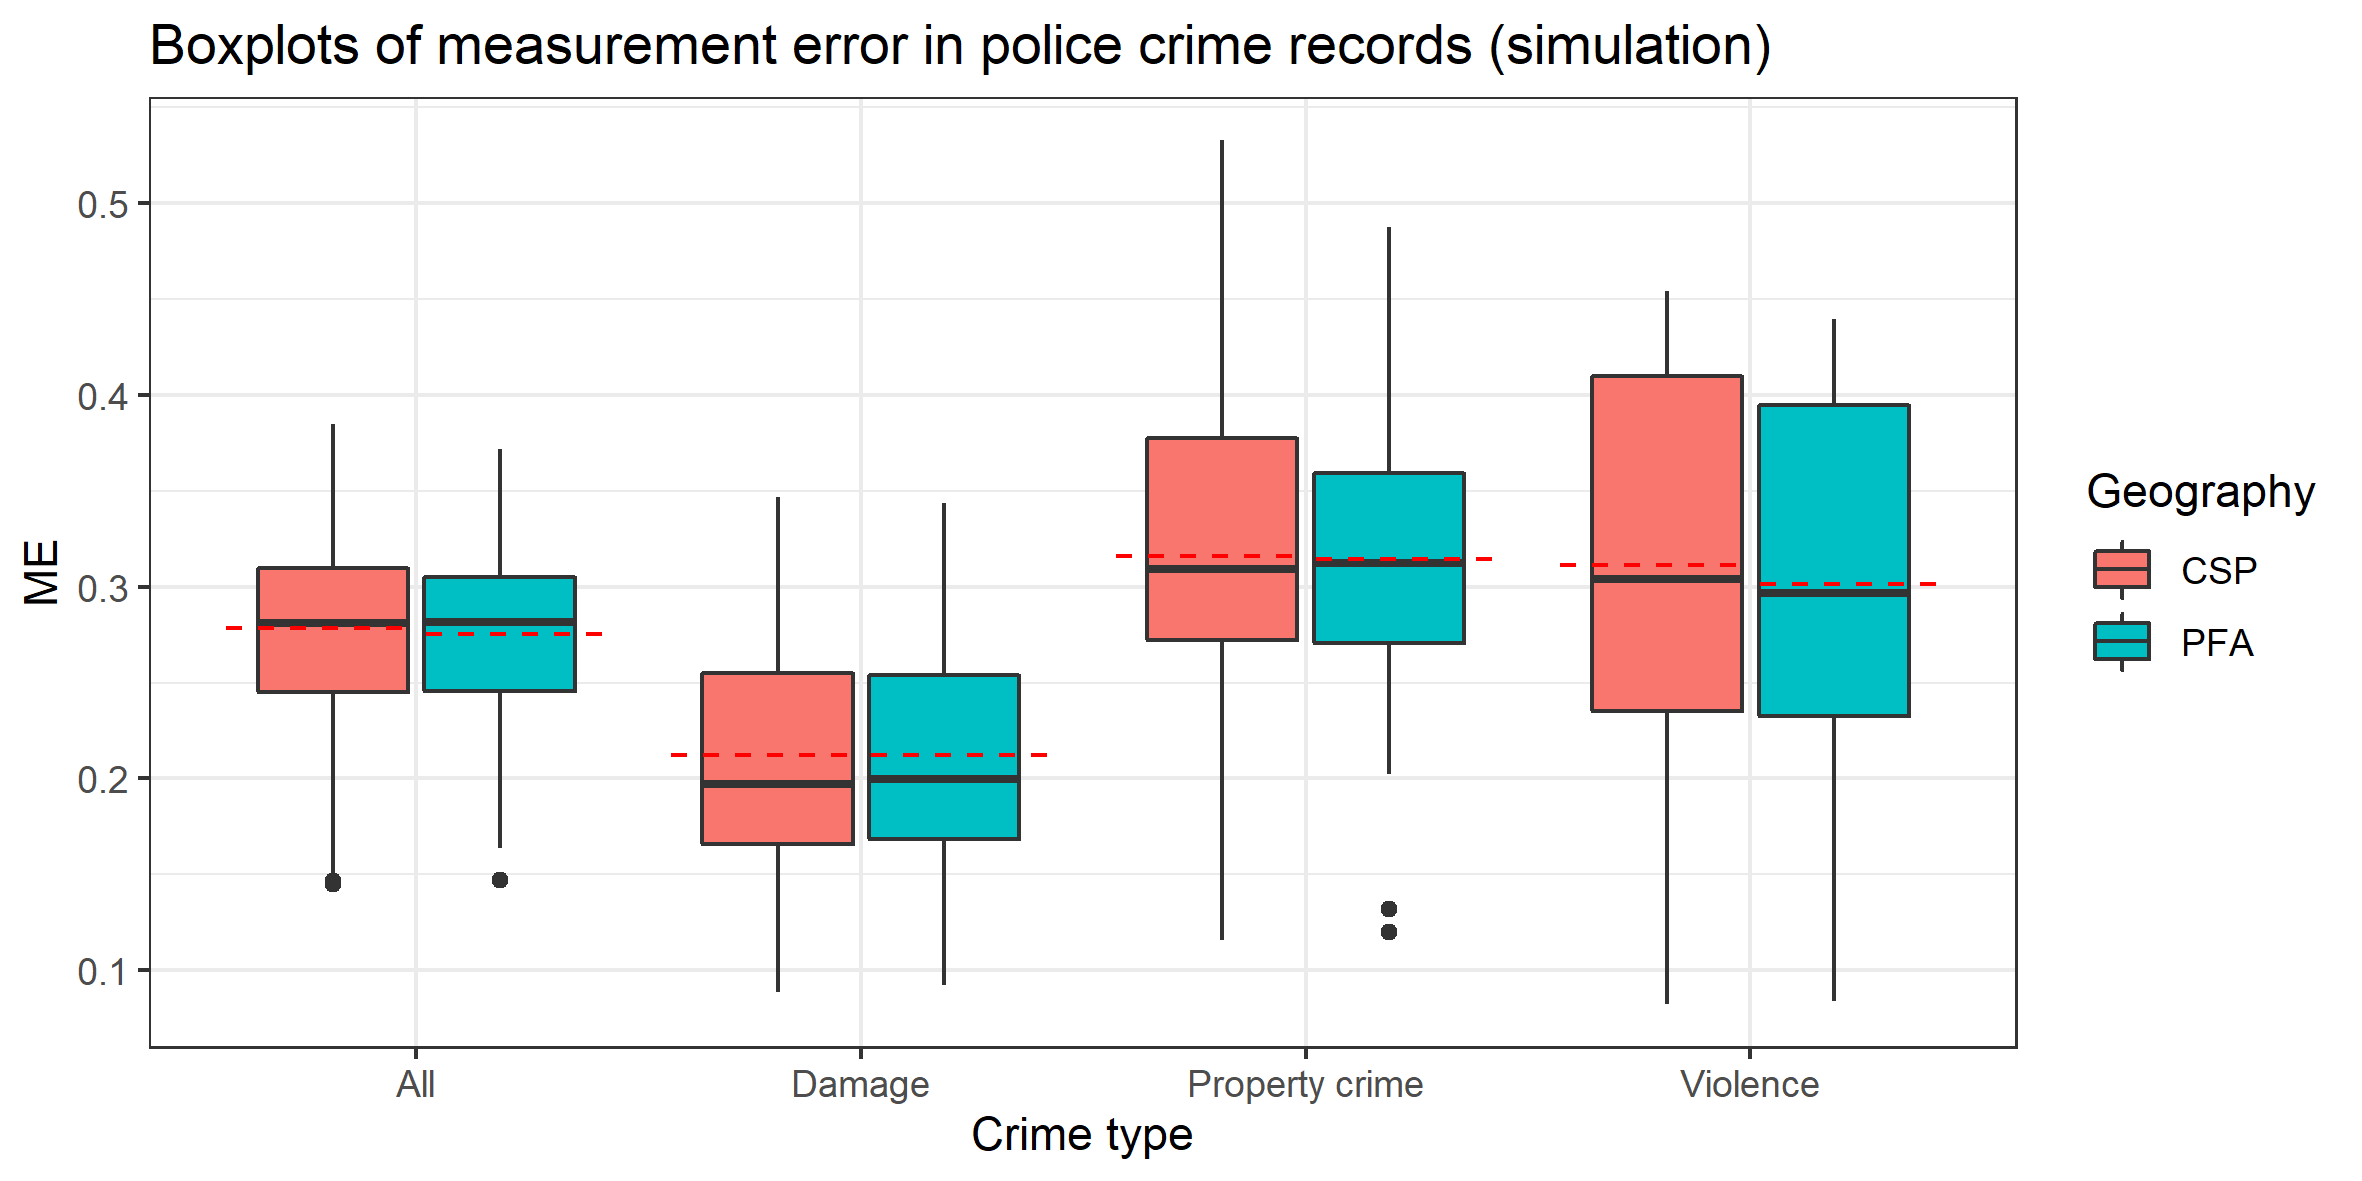 Boxplots of measurement error in police crime records (simulation)
ME
0.5
0.4
0.3
0.2
0.1
All
Damage
Property crime
Violence
Crime type
Geography
CSP
PFA